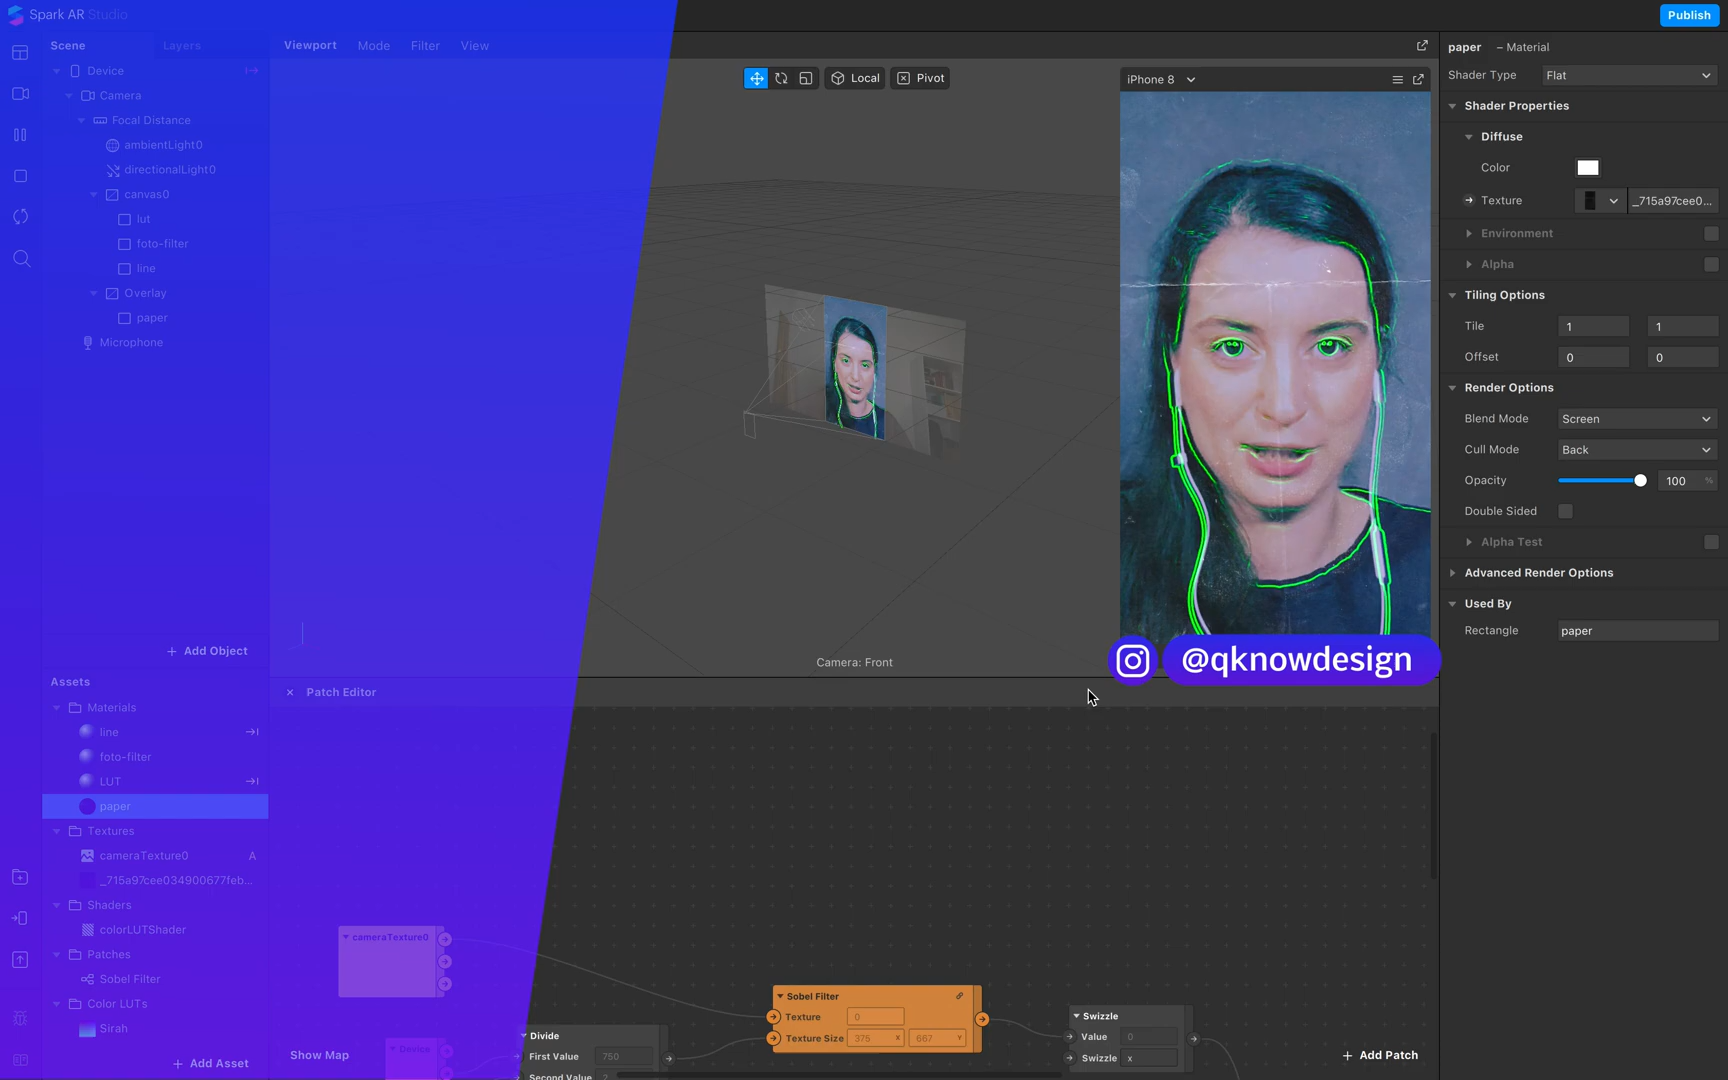 Spark AR Studio
Publish
Scene
Layers
Device
Camera
Focal Distance
ambientLight0
directionalLight0
canvas0
lut
foto-filter
line
Overlay
paper
Microphone
+ Add Object
Assets
Materials
line
foto-filter
LUT
paper
Textures
cameraTexture0 A
_715a97cee034900677feb...
Shaders
colorLUTShader
Patches
Sobel Filter
Color LUTs
Sirah
+ Add Asset
Viewport Mode Filter View
Local
Pivot
iPhone 8
Camera: Front
@qknowdesign
× Patch Editor
cameraTexture0
Device
Divide
First Value 750
Second Value 2
Sobel Filter
Texture 0
Texture Size 375 X 667 Y
Swizzle
Value 0
Swizzle x
Show Map
+ Add Patch
paper – Material
Shader Type Flat
Shader Properties
Diffuse
Color
Texture _715a97cee0...
Environment
Alpha
Tiling Options
Tile 1 1
Offset 0 0
Render Options
Blend Mode Screen
Cull Mode Back
Opacity 100 %
Double Sided
Alpha Test
Advanced Render Options
Used By
Rectangle paper